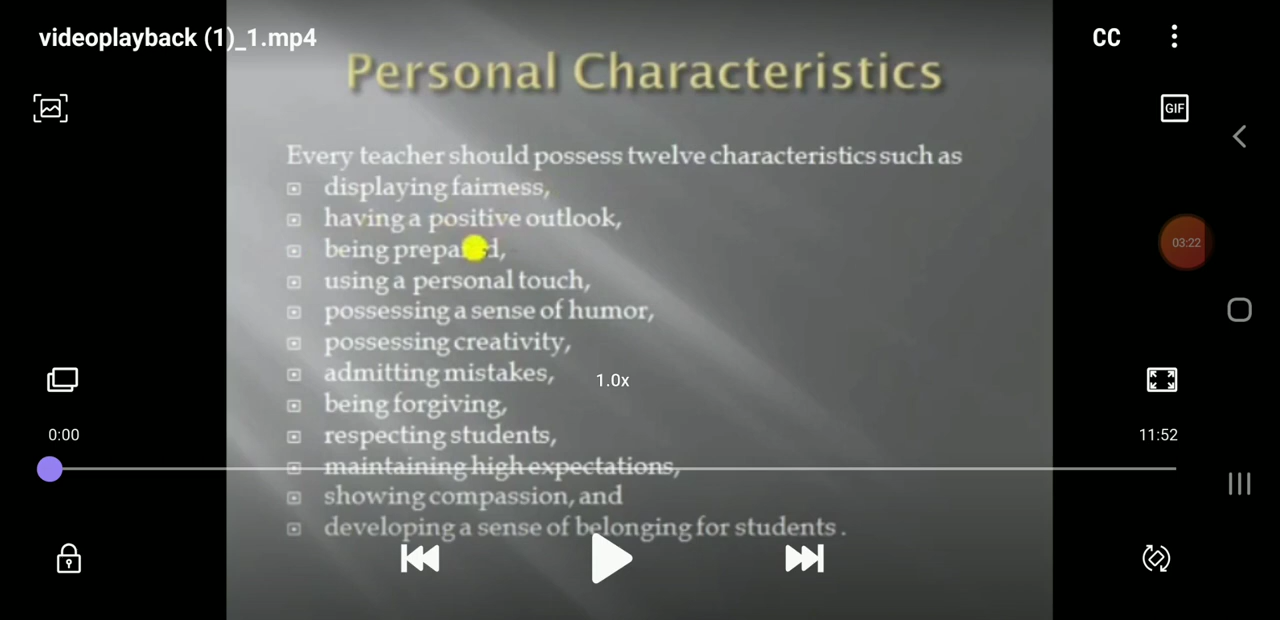 videoplayback (1)_1.mp4
CC
Personal Characteristics
GIF
Every teacher should possess twelve characteristics such as
displaying fairness,
having a positive outlook,
being prepared,
03:22
using a personal touch,
possessing a sense of humor,
possessing creativity,
admitting mistakes,
1.0x
being forgiving,
0:00
11:52
respecting students,
maintaining high expectations,
showing compassion, and
developing a sense of belonging for students .